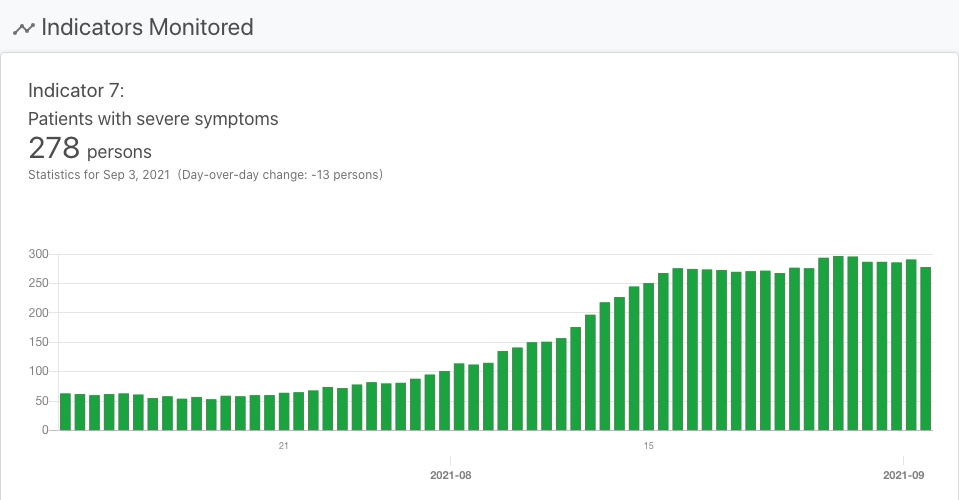 Indicators Monitored
Indicator 7:
Patients with severe symptoms
278 persons
Statistics for Sep 3, 2021 (Day-over-day change: -13 persons)
300
250
200
150
100
50
0
21
15
2021-08
2021-09